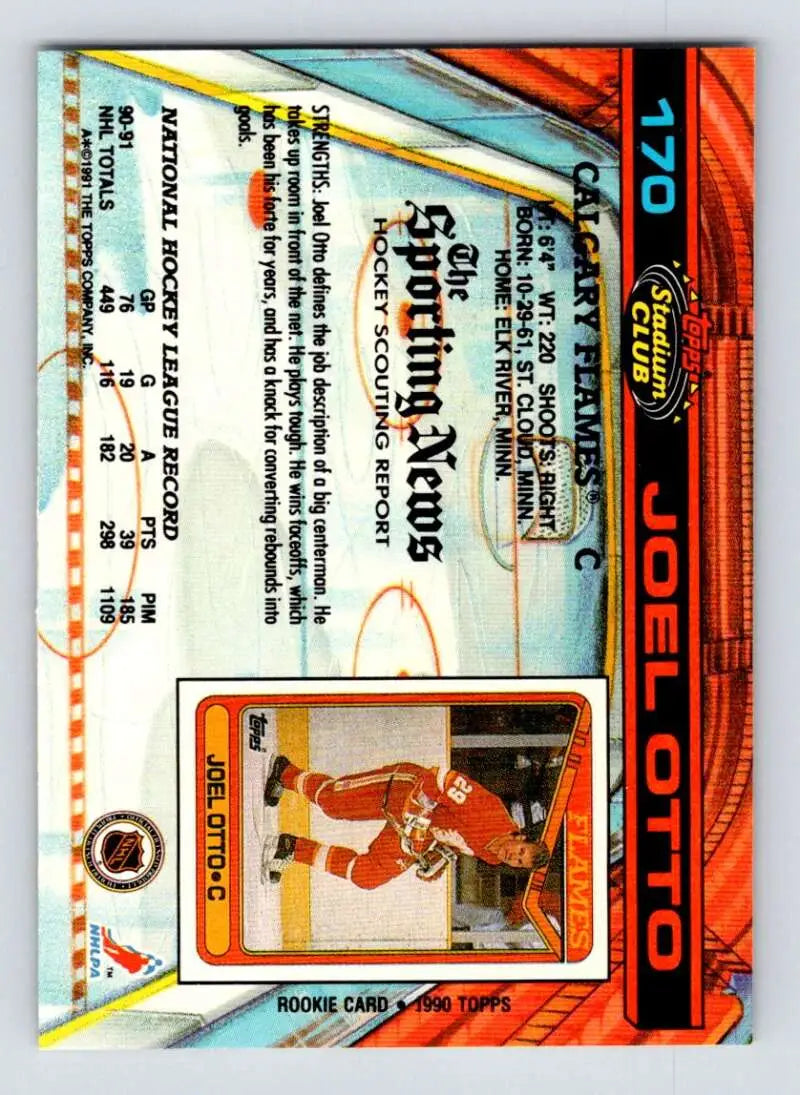 170
Topps
Stadium
CLUB
JOEL OTTO
CALGARY FLAMES® C
HT: 6'4" WT: 220 SHOOTS: RIGHT
BORN: 10-29-61, ST. CLOUD, MINN.
HOME: ELK RIVER, MINN.
The
Sporting News
HOCKEY SCOUTING REPORT
STRENGTHS: Joel Otto defines the job description of a big centerman. He
takes up room in front of the net. He plays tough. He wins faceoffs, which
has been his forte for years, and has a knack for converting rebounds into
goals.
NATIONAL HOCKEY LEAGUE RECORD
GP G A PTS PIM
90-91 76 19 20 39 185
NHL TOTALS 449 116 182 298 1109
A*©1991 THE TOPPS COMPANY, INC.
FLAMES
29
topps
JOEL OTTO • C
ROOKIE CARD • 1990 TOPPS
NHL
NHLPA
™